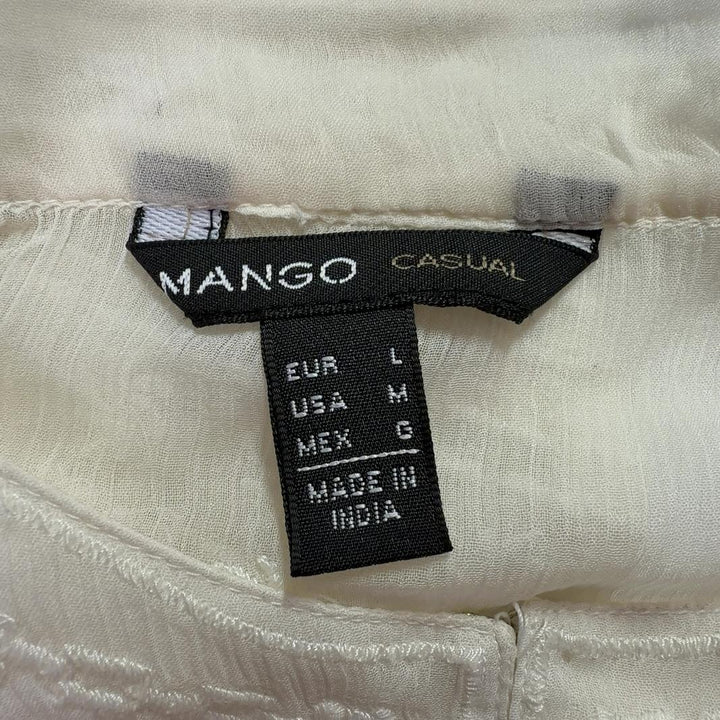 MANGO CASUAL
EUR L
USA M
MEX G
MADE IN
INDIA